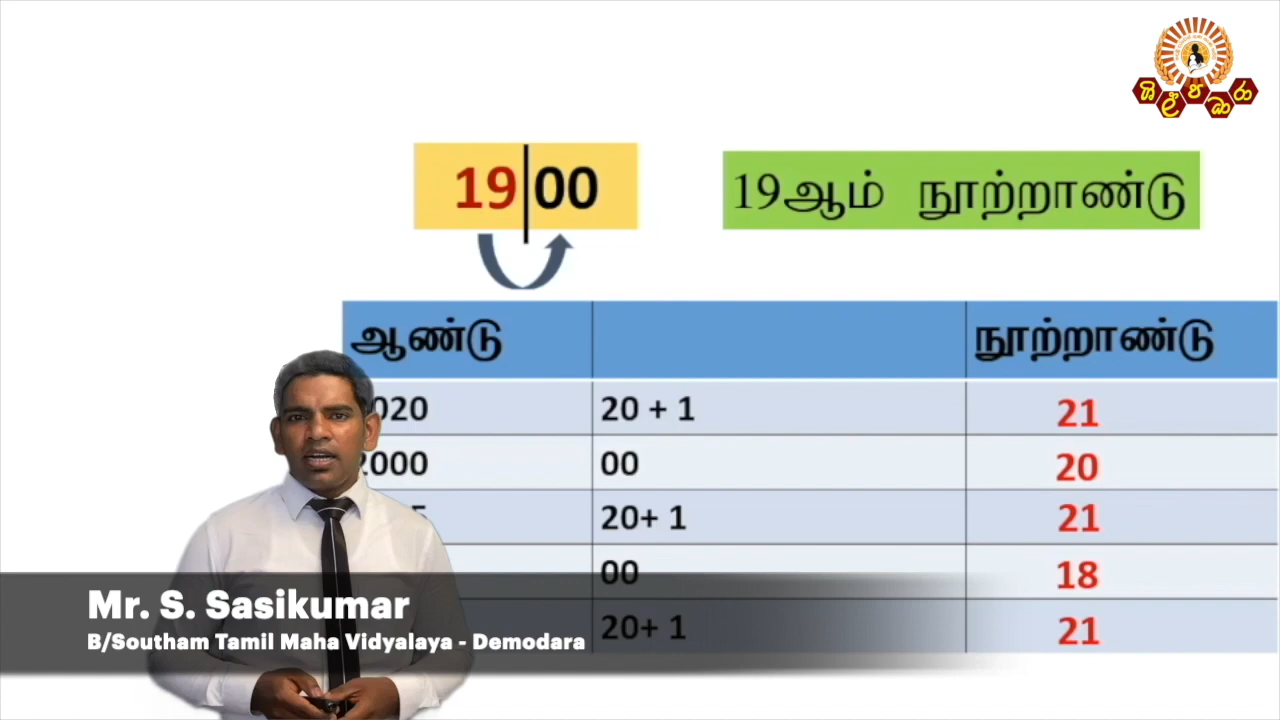 ශිල්ප ධාරා
19 00
19ஆம் நூற்றாண்டு
ஆண்டு நூற்றாண்டு
020 20 + 1 21
2000 00 20
20+ 1 21
00 18
20+ 1 21
Mr. S. Sasikumar
B/Southam Tamil Maha Vidyalaya - Demodara